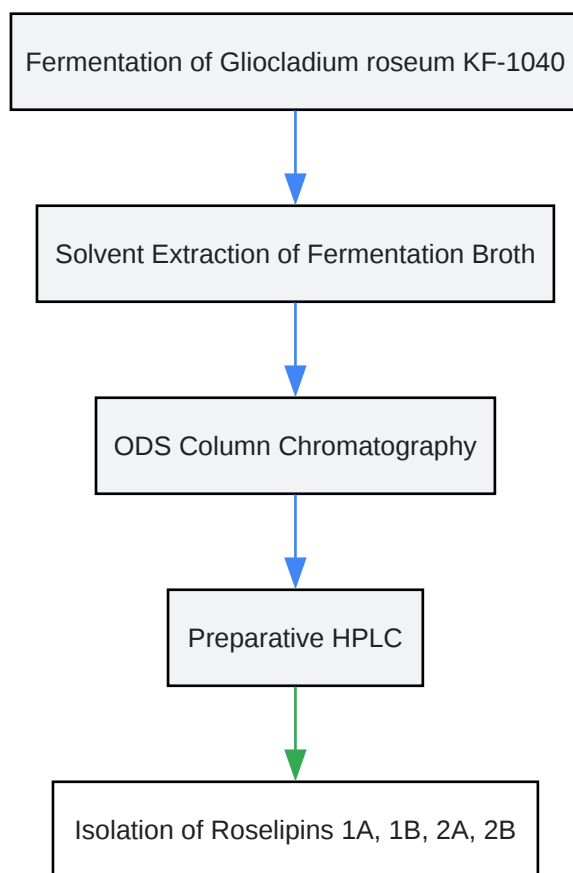 Fermentation of Gliocladium roseum KF-1040
Solvent Extraction of Fermentation Broth
ODS Column Chromatography
Preparative HPLC
Isolation of Roselipins 1A, 1B, 2A, 2B